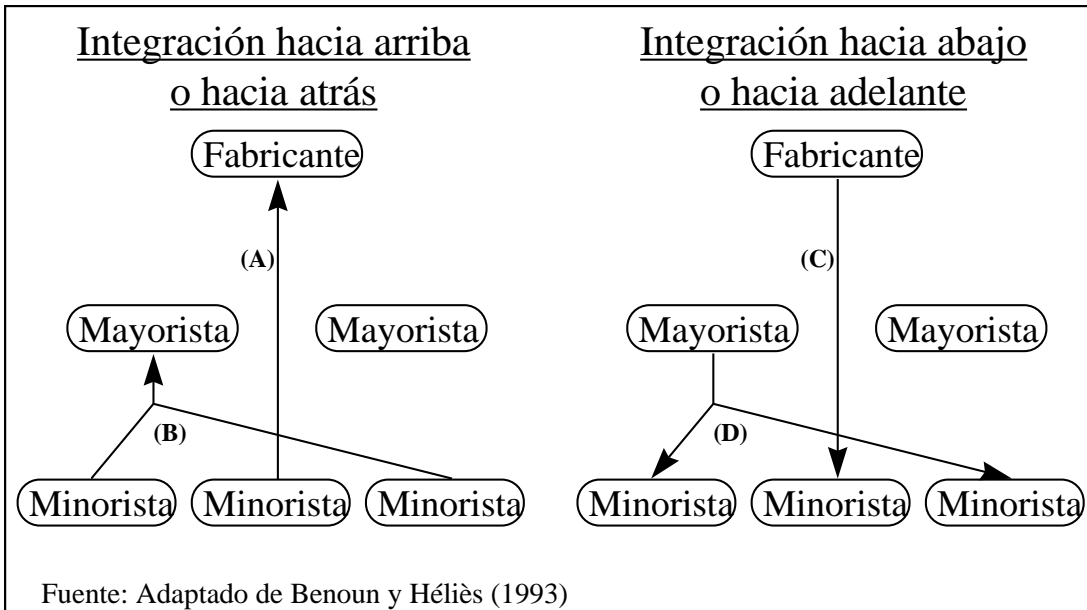 Integración hacia arriba
o hacia atrás
Fabricante
(A)
Mayorista
Mayorista
(B)
Minorista
Minorista
Minorista
Integración hacia abajo
o hacia adelante
Fabricante
(C)
Mayorista
Mayorista
(D)
Minorista
Minorista
Minorista
Fuente: Adaptado de Benoun y Héliès (1993)